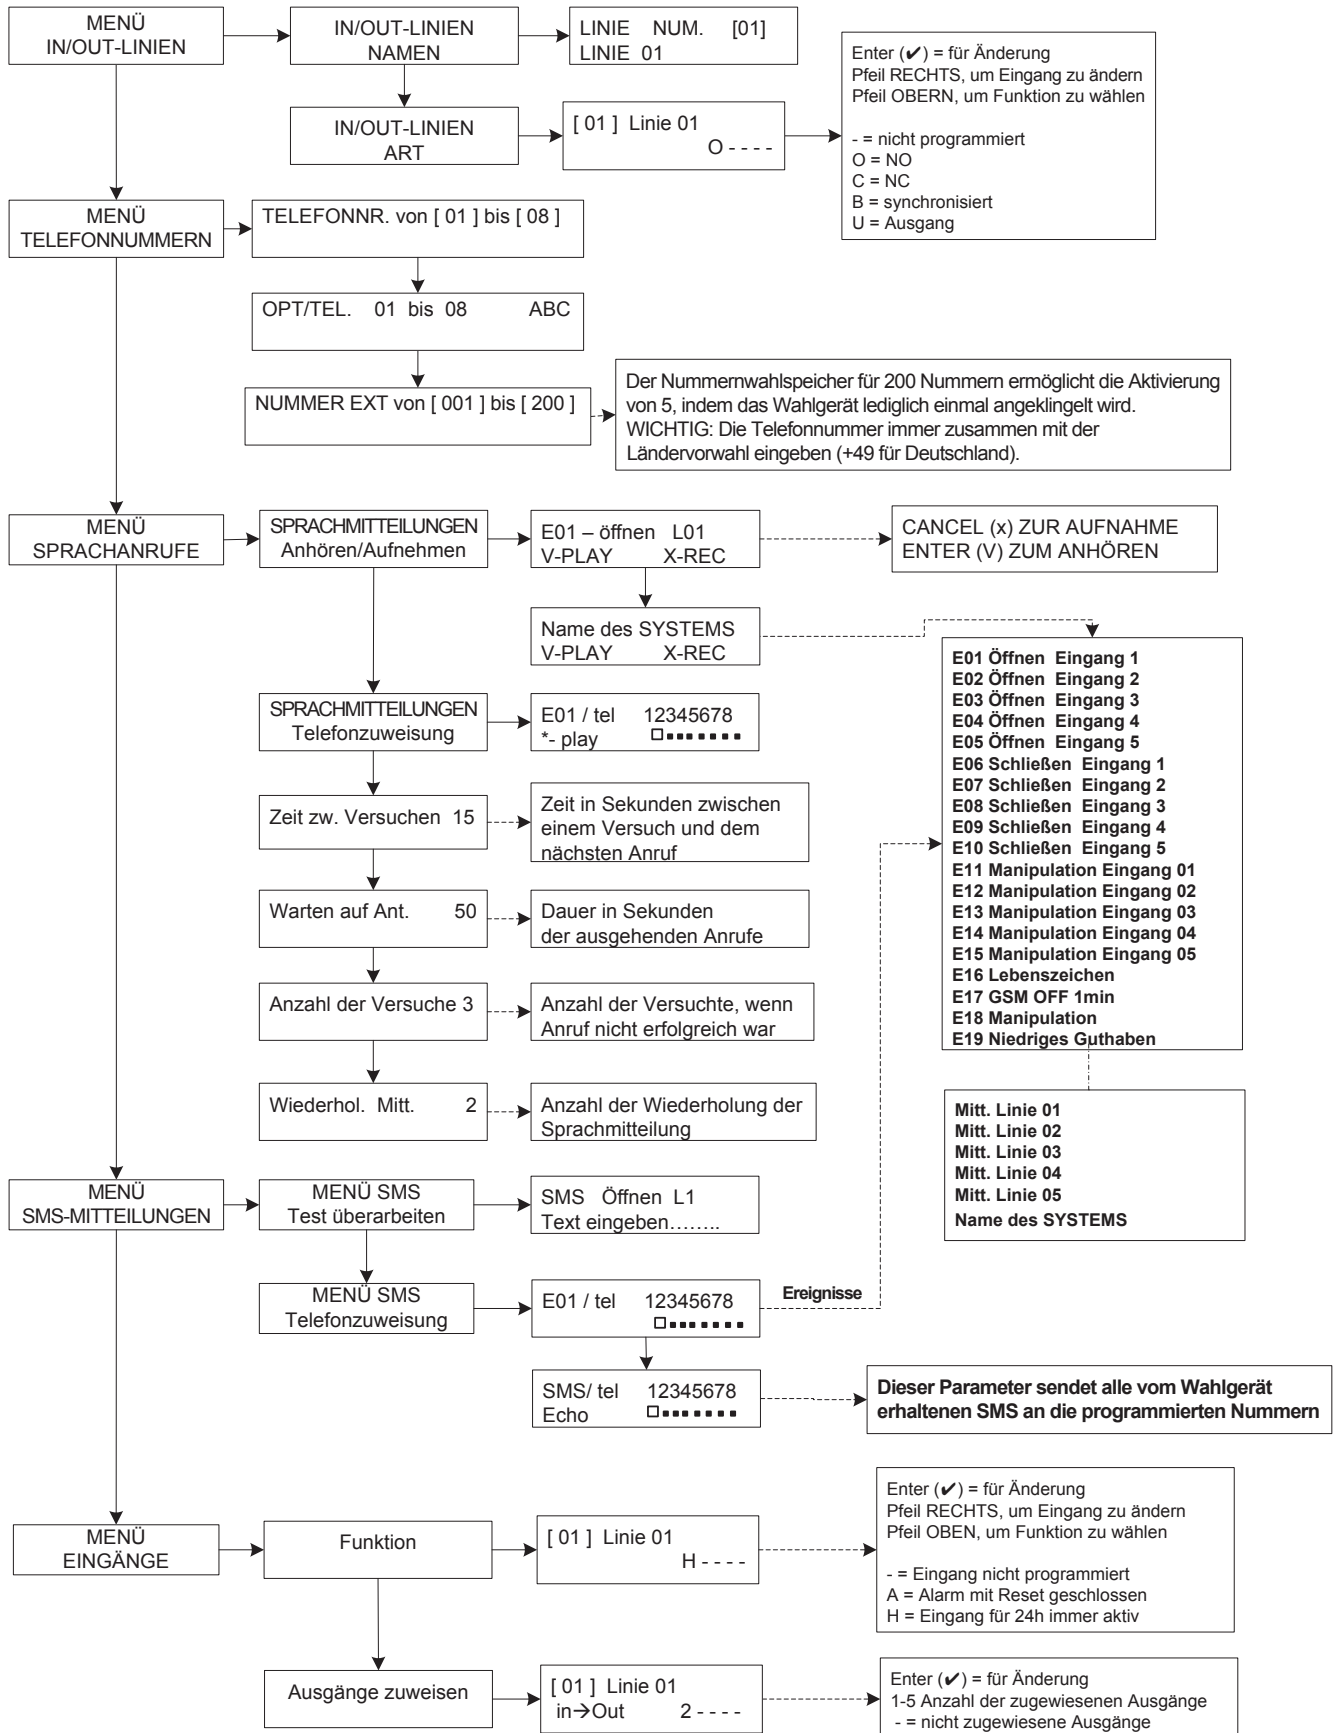 MENÜ
IN/OUT-LINIEN
IN/OUT-LINIEN
NAMEN
LINIE NUM. [01]
LINIE 01
IN/OUT-LINIEN
ART
[ 01 ] Linie 01
O - - - -
Enter (✔) = für Änderung
Pfeil RECHTS, um Eingang zu ändern
Pfeil OBERN, um Funktion zu wählen
- = nicht programmiert
O = NO
C = NC
B = synchronisiert
U = Ausgang
MENÜ
TELEFONNUMMERN
TELEFONNR. von [ 01 ] bis [ 08 ]
OPT/TEL. 01 bis 08 ABC
NUMMER EXT von [ 001 ] bis [ 200 ]
Der Nummernwahlspeicher für 200 Nummern ermöglicht die Aktivierung
von 5, indem das Wahlgerät lediglich einmal angeklingelt wird.
WICHTIG: Die Telefonnummer immer zusammen mit der
Ländervorwahl eingeben (+49 für Deutschland).
MENÜ
SPRACHANRUFE
SPRACHMITTEILUNGEN
Anhören/Aufnehmen
E01 – öffnen L01
V-PLAY X-REC
CANCEL (x) ZUR AUFNAHME
ENTER (V) ZUM ANHÖREN
Name des SYSTEMS
V-PLAY X-REC
E01 Öffnen Eingang 1
E02 Öffnen Eingang 2
E03 Öffnen Eingang 3
E04 Öffnen Eingang 4
E05 Öffnen Eingang 5
E06 Schließen Eingang 1
E07 Schließen Eingang 2
E08 Schließen Eingang 3
E09 Schließen Eingang 4
E10 Schließen Eingang 5
E11 Manipulation Eingang 01
E12 Manipulation Eingang 02
E13 Manipulation Eingang 03
E14 Manipulation Eingang 04
E15 Manipulation Eingang 05
E16 Lebenszeichen
E17 GSM OFF 1min
E18 Manipulation
E19 Niedriges Guthaben
Mitt. Linie 01
Mitt. Linie 02
Mitt. Linie 03
Mitt. Linie 04
Mitt. Linie 05
Name des SYSTEMS
SPRACHMITTEILUNGEN
Telefonzuweisung
E01 / tel 12345678
*- play
Zeit zw. Versuchen 15
Zeit in Sekunden zwischen
einem Versuch und dem
nächsten Anruf
Warten auf Ant. 50
Dauer in Sekunden
der ausgehenden Anrufe
Anzahl der Versuche 3
Anzahl der Versuchte, wenn
Anruf nicht erfolgreich war
Wiederhol. Mitt. 2
Anzahl der Wiederholung der
Sprachmitteilung
MENÜ
SMS-MITTEILUNGEN
MENÜ SMS
Test überarbeiten
SMS Öffnen L1
Text eingeben……..
MENÜ SMS
Telefonzuweisung
E01 / tel 12345678
Ereignisse
SMS/ tel 12345678
Echo
Dieser Parameter sendet alle vom Wahlgerät
erhaltenen SMS an die programmierten Nummern
MENÜ
EINGÄNGE
Funktion
[ 01 ] Linie 01
H - - - -
Enter (✔) = für Änderung
Pfeil RECHTS, um Eingang zu ändern
Pfeil OBEN, um Funktion zu wählen
- = Eingang nicht programmiert
A = Alarm mit Reset geschlossen
H = Eingang für 24h immer aktiv
Ausgänge zuweisen
[ 01 ] Linie 01
in→Out 2 - - - -
Enter (✔) = für Änderung
1-5 Anzahl der zugewiesenen Ausgänge
- = nicht zugewiesene Ausgänge